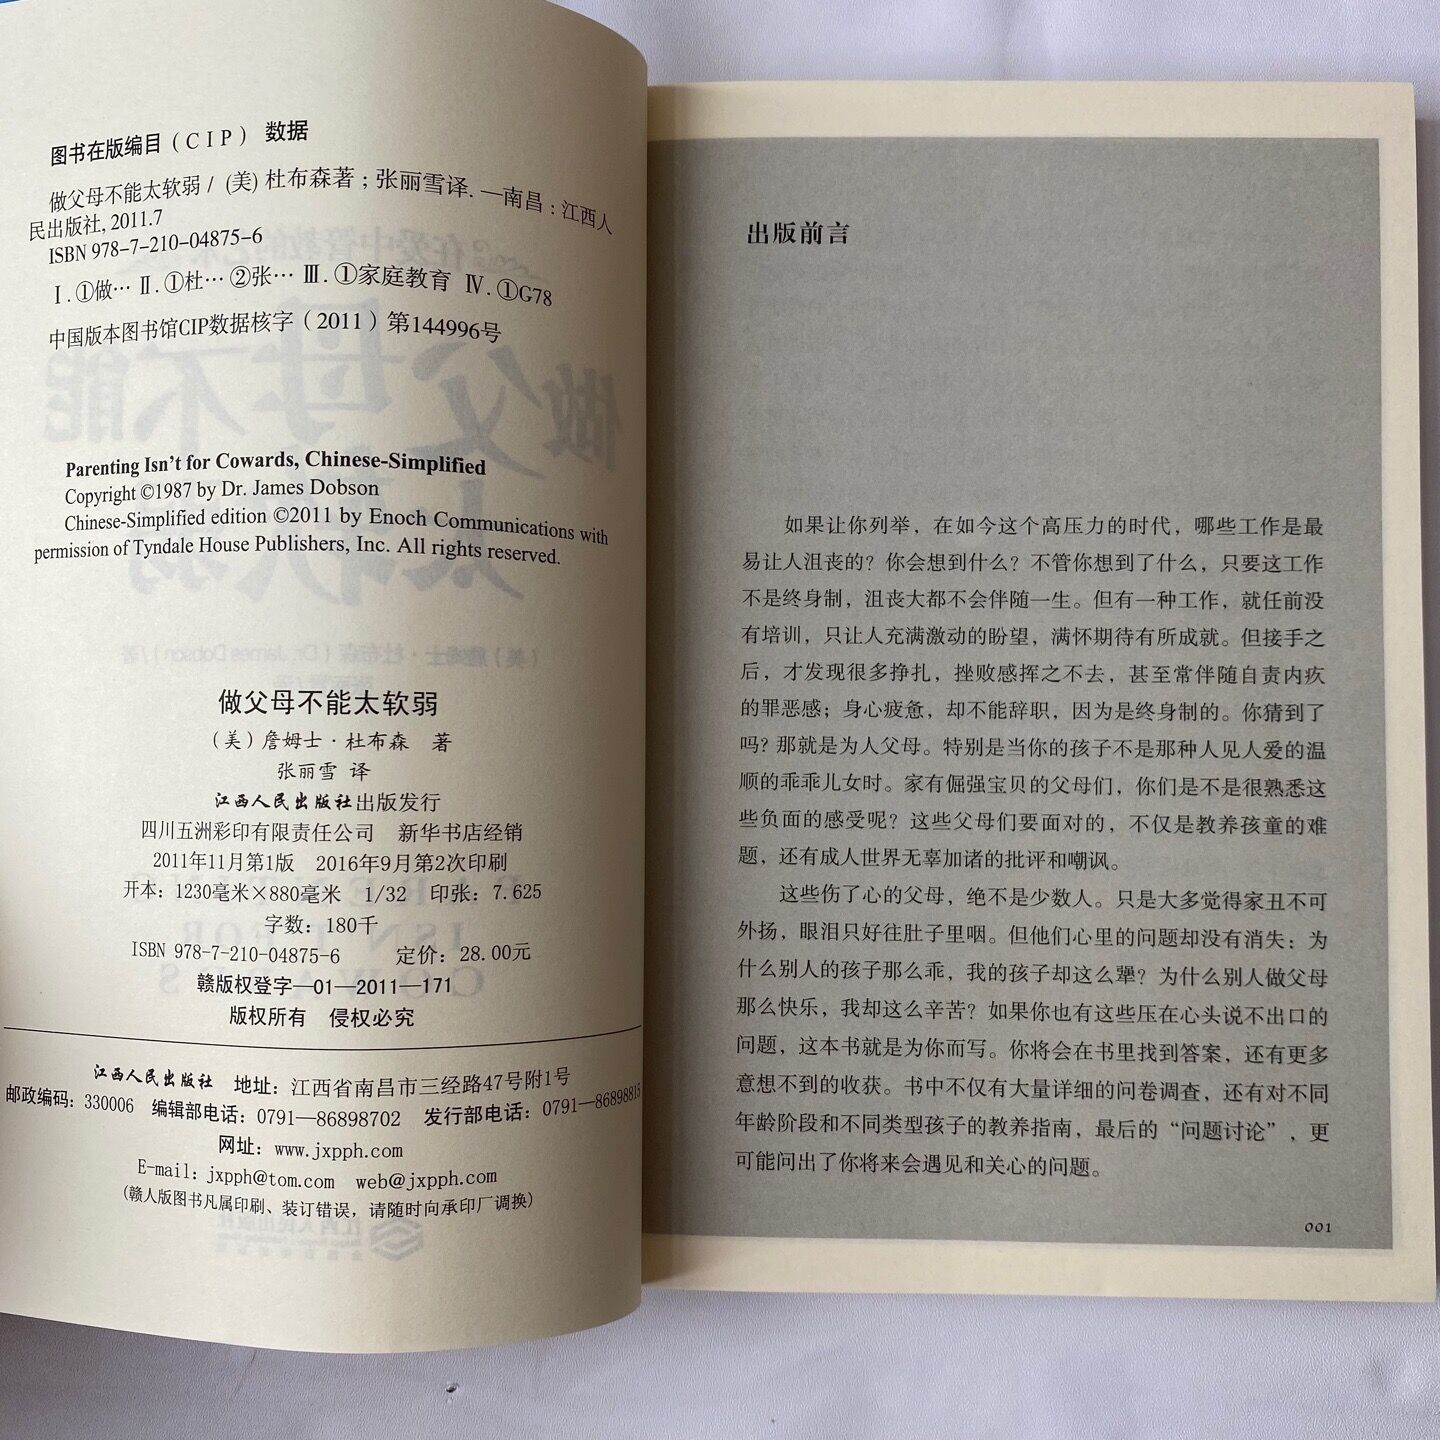 图书在版编目（CIP） 数据
做父母不能太软弱 / (美) 杜布森著；张丽雪译. —南昌：江西人
民出版社, 2011.7
ISBN 978-7-210-04875-6
Ⅰ.①做… Ⅱ.①杜… ②张… Ⅲ.①家庭教育 Ⅳ.①G78
中国版本图书馆CIP数据核字（2011）第144996号
Parenting Isn't for Cowards, Chinese-Simplified
Copyright ©1987 by Dr. James Dobson
Chinese-Simplified edition ©2011 by Enoch Communications with
permission of Tyndale House Publishers, Inc. All rights reserved.
做父母不能太软弱
（美）詹姆士·杜布森 著
张丽雪 译
江西人民出版社出版发行
四川五洲彩印有限责任公司 新华书店经销
2011年11月第1版 2016年9月第2次印刷
开本：1230毫米×880毫米 1/32 印张：7.625
字数：180千
ISBN 978-7-210-04875-6 定价：28.00元
赣版权登字—01—2011—171
版权所有 侵权必究
江西人民出版社 地址：江西省南昌市三经路47号附1号
邮政编码：330006 编辑部电话：0791—86898702 发行部电话：0791—86898815
网址：www.jxpph.com
E-mail：jxpph@tom.com web@jxpph.com
(赣人版图书凡属印刷、装订错误，请随时向承印厂调换)
出版前言
如果让你列举，在如今这个高压力的时代，哪些工作是最
易让人沮丧的？你会想到什么？不管你想到了什么，只要这工作
不是终身制，沮丧大都不会伴随一生。但有一种工作，就任前没
有培训，只让人充满激动的盼望，满怀期待有所成就。但接手之
后，才发现很多挣扎，挫败感挥之不去，甚至常伴随自责内疚
的罪恶感；身心疲惫，却不能辞职，因为是终身制的。你猜到了
吗？那就是为人父母。特别是当你的孩子不是那种人见人爱的温
顺的乖乖儿女时。家有倔强宝贝的父母们，你们是不是很熟悉这
些负面的感受呢？这些父母们要面对的，不仅是教养孩童的难
题，还有成人世界无辜加诸的批评和嘲讽。
这些伤了心的父母，绝不是少数人。只是大多觉得家丑不可
外扬，眼泪只好往肚子里咽。但他们心里的问题却没有消失：为
什么别人的孩子那么乖，我的孩子却这么犟？为什么别人做父母
那么快乐，我却这么辛苦？如果你也有这些压在心头说不出口的
问题，这本书就是为你而写。你将会在书里找到答案，还有更多
意想不到的收获。书中不仅有大量详细的问卷调查，还有对不同
年龄阶段和不同类型孩子的教养指南，最后的“问题讨论”，更
可能问出了你将来会遇见和关心的问题。
001